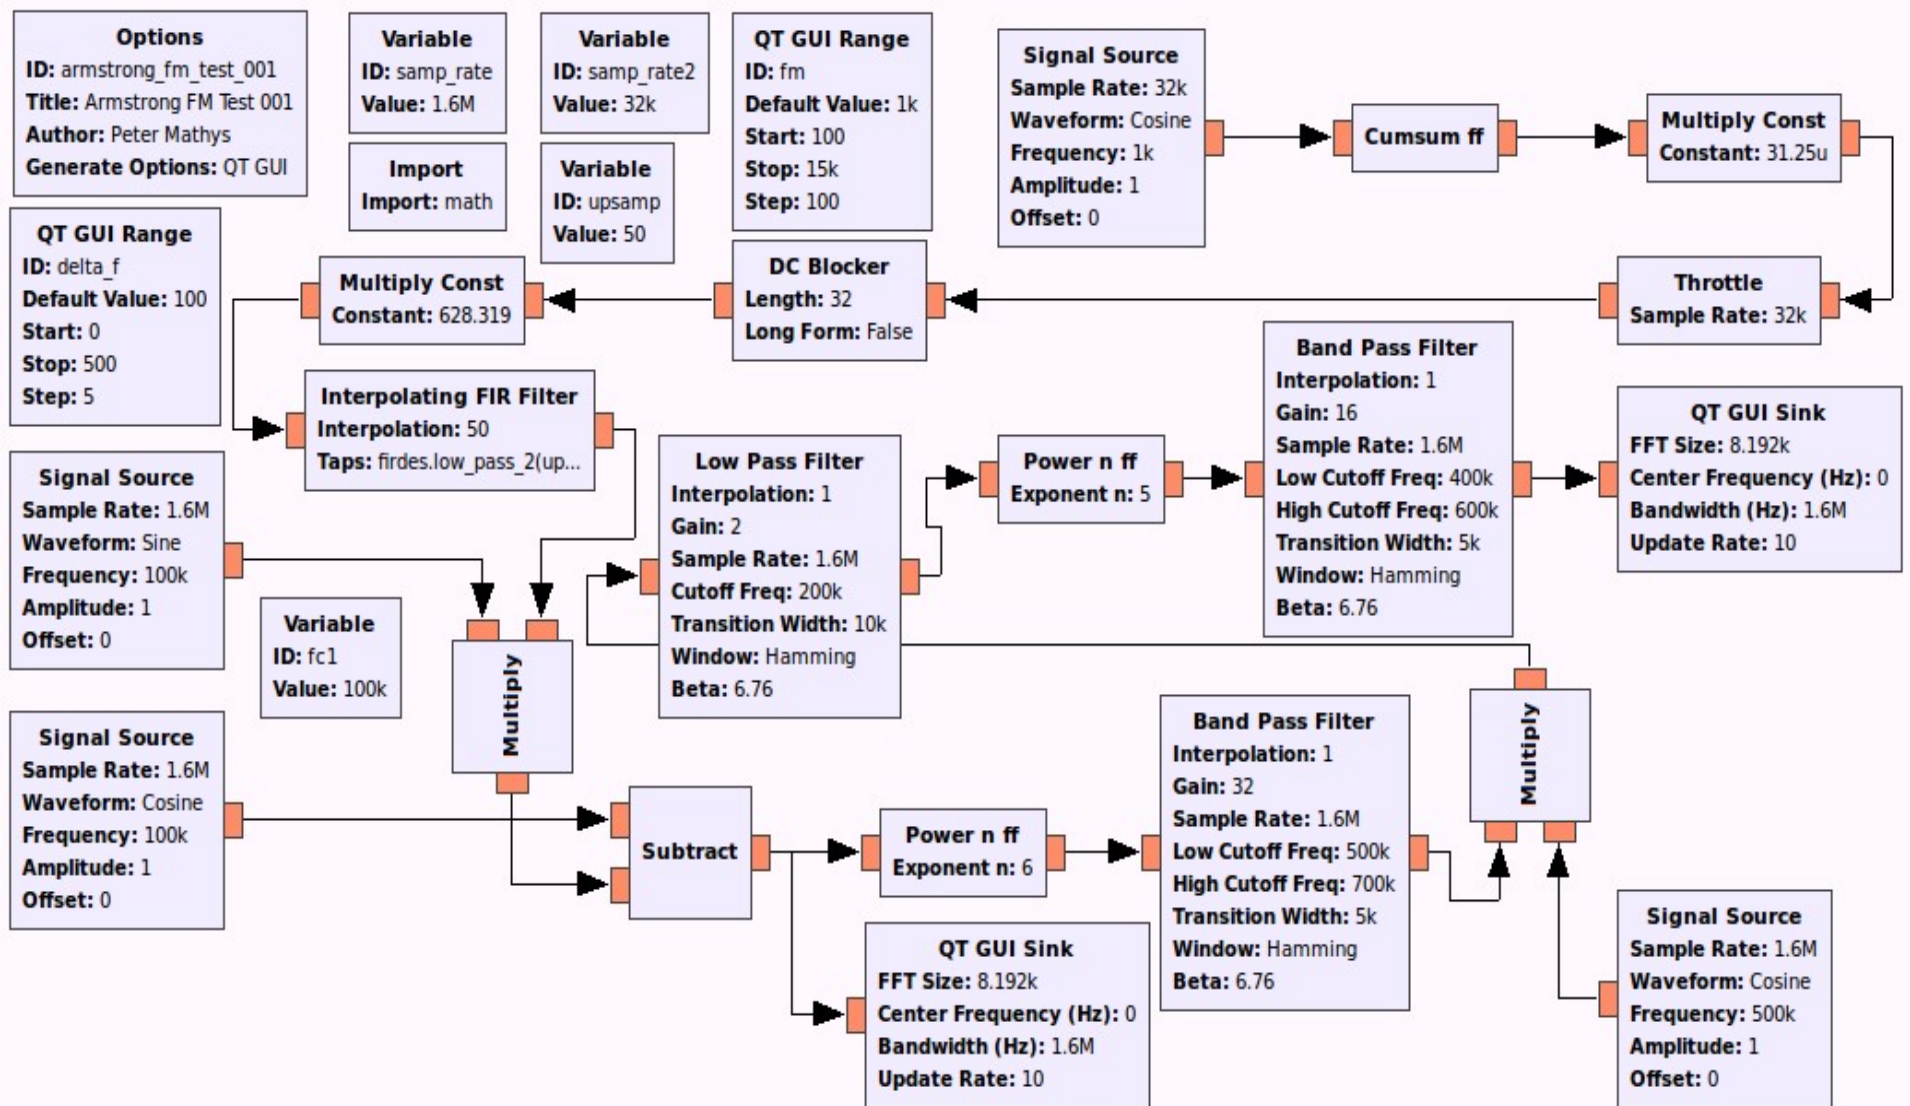 Options
ID: armstrong_fm_test_001
Title: Armstrong FM Test 001
Author: Peter Mathys
Generate Options: QT GUI
Variable
ID: samp_rate
Value: 1.6M
Variable
ID: samp_rate2
Value: 32k
QT GUI Range
ID: fm
Default Value: 1k
Start: 100
Stop: 15k
Step: 100
Signal Source
Sample Rate: 32k
Waveform: Cosine
Frequency: 1k
Amplitude: 1
Offset: 0
Cumsum ff
Multiply Const
Constant: 31.25u
Import
Import: math
Variable
ID: upsamp
Value: 50
QT GUI Range
ID: delta_f
Default Value: 100
Start: 0
Stop: 500
Step: 5
Multiply Const
Constant: 628.319
DC Blocker
Length: 32
Long Form: False
Throttle
Sample Rate: 32k
Interpolating FIR Filter
Interpolation: 50
Taps: firdes.low_pass_2(up...
Band Pass Filter
Interpolation: 1
Gain: 16
Sample Rate: 1.6M
Low Cutoff Freq: 400k
High Cutoff Freq: 600k
Transition Width: 5k
Window: Hamming
Beta: 6.76
QT GUI Sink
FFT Size: 8.192k
Center Frequency (Hz): 0
Bandwidth (Hz): 1.6M
Update Rate: 10
Signal Source
Sample Rate: 1.6M
Waveform: Sine
Frequency: 100k
Amplitude: 1
Offset: 0
Low Pass Filter
Interpolation: 1
Gain: 2
Sample Rate: 1.6M
Cutoff Freq: 200k
Transition Width: 10k
Window: Hamming
Beta: 6.76
Power n ff
Exponent n: 5
Variable
ID: fc1
Value: 100k
Multiply
Multiply
Signal Source
Sample Rate: 1.6M
Waveform: Cosine
Frequency: 100k
Amplitude: 1
Offset: 0
Subtract
Power n ff
Exponent n: 6
Band Pass Filter
Interpolation: 1
Gain: 32
Sample Rate: 1.6M
Low Cutoff Freq: 500k
High Cutoff Freq: 700k
Transition Width: 5k
Window: Hamming
Beta: 6.76
QT GUI Sink
FFT Size: 8.192k
Center Frequency (Hz): 0
Bandwidth (Hz): 1.6M
Update Rate: 10
Signal Source
Sample Rate: 1.6M
Waveform: Cosine
Frequency: 500k
Amplitude: 1
Offset: 0